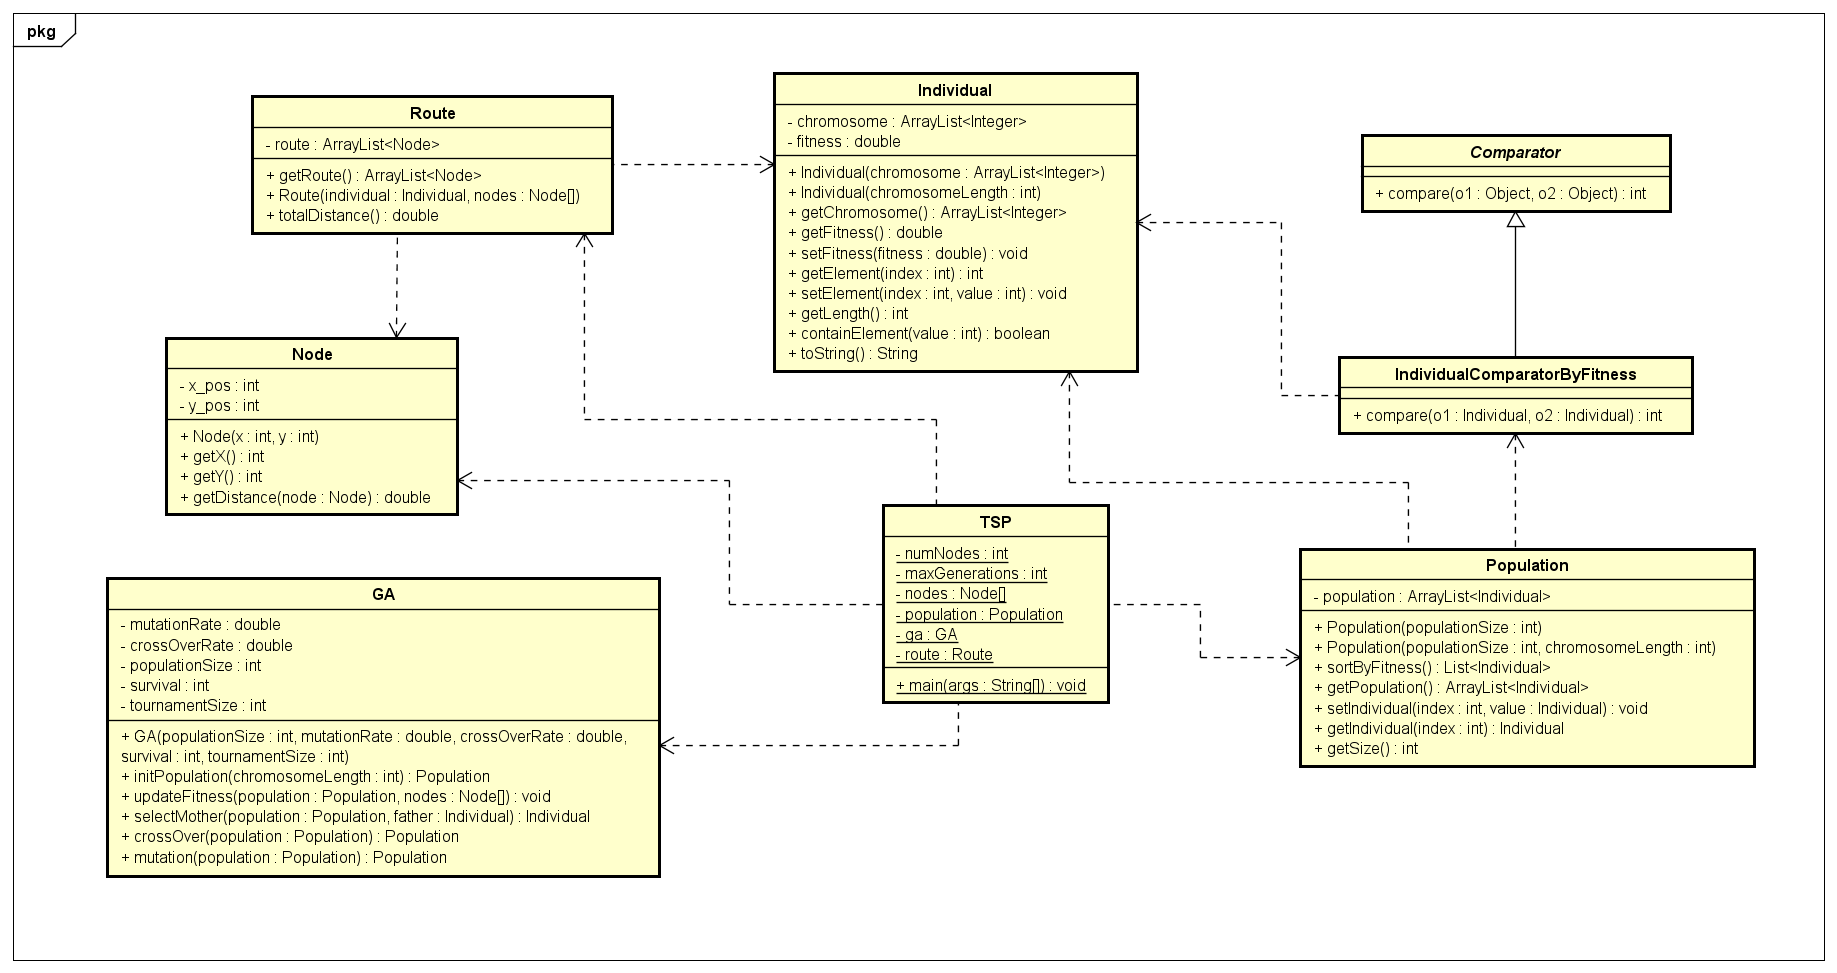 pkg
Route
- route : ArrayList<Node>
+ getRoute() : ArrayList<Node>
+ Route(individual : Individual, nodes : Node[])
+ totalDistance() : double
Individual
- chromosome : ArrayList<Integer>
- fitness : double
+ Individual(chromosome : ArrayList<Integer>)
+ Individual(chromosomeLength : int)
+ getChromosome() : ArrayList<Integer>
+ getFitness() : double
+ setFitness(fitness : double) : void
+ getElement(index : int) : int
+ setElement(index : int, value : int) : void
+ getLength() : int
+ containElement(value : int) : boolean
+ toString() : String
Comparator
+ compare(o1 : Object, o2 : Object) : int
Node
- x_pos : int
- y_pos : int
+ Node(x : int, y : int)
+ getX() : int
+ getY() : int
+ getDistance(node : Node) : double
IndividualComparatorByFitness
+ compare(o1 : Individual, o2 : Individual) : int
TSP
- numNodes : int
- maxGenerations : int
- nodes : Node[]
- population : Population
- ga : GA
- route : Route
+ main(args : String[]) : void
Population
- population : ArrayList<Individual>
+ Population(populationSize : int)
+ Population(populationSize : int, chromosomeLength : int)
+ sortByFitness() : List<Individual>
+ getPopulation() : ArrayList<Individual>
+ setIndividual(index : int, value : Individual) : void
+ getIndividual(index : int) : Individual
+ getSize() : int
GA
- mutationRate : double
- crossOverRate : double
- populationSize : int
- survival : int
- tournamentSize : int
+ GA(populationSize : int, mutationRate : double, crossOverRate : double,
survival : int, tournamentSize : int)
+ initPopulation(chromosomeLength : int) : Population
+ updateFitness(population : Population, nodes : Node[]) : void
+ selectMother(population : Population, father : Individual) : Individual
+ crossOver(population : Population) : Population
+ mutation(population : Population) : Population